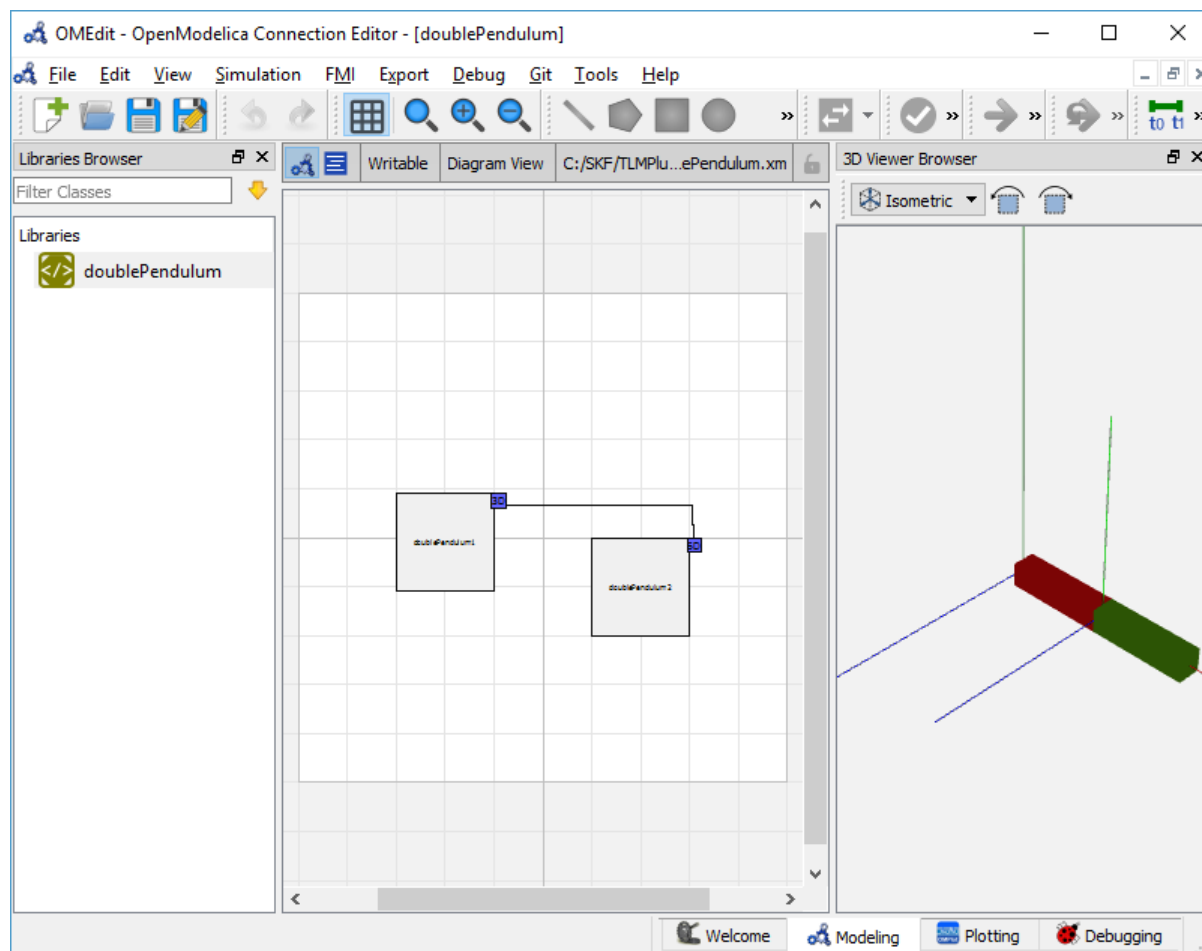 OMEdit - OpenModelica Connection Editor - [doublePendulum]
File Edit View Simulation FMI Export Debug Git Tools Help
t0 t1
Libraries Browser
Writable Diagram View C:/SKF/TLMPlu...ePendulum.xm
3D Viewer Browser
Filter Classes
Isometric
Libraries
doublePendulum
3D
doublePendulum1
3D
doublePendulum2
Welcome Modeling Plotting Debugging